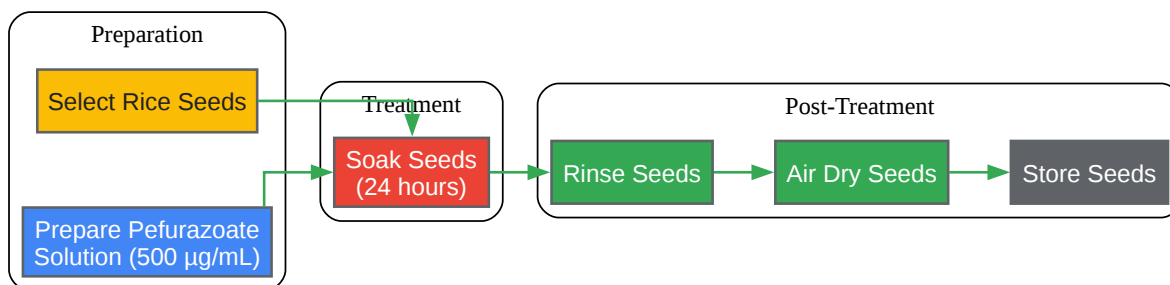 Preparation
Select Rice Seeds
Prepare Pefurazoate
Solution (500 µg/mL)
Treatment
Soak Seeds
(24 hours)
Post-Treatment
Rinse Seeds
Air Dry Seeds
Store Seeds